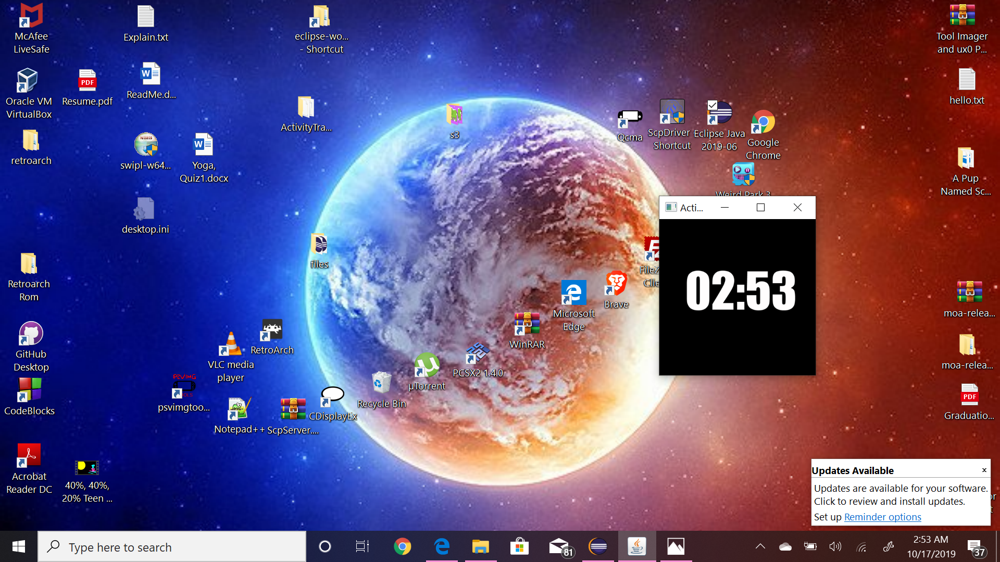 McAfee
LiveSafe
Explain.txt
eclipse-wo...
- Shortcut
Tool Imager
and ux0 P...
Oracle VM
VirtualBox
PDF
Resume.pdf
W
ReadMe.d...
hello.txt
ActivityTra...
s3
Qcma
ScpDriver
Shortcut
Eclipse Java
2019-06
Google
Chrome
retroarch
NSIS
swipl-w64...
W
Yoga,
Quiz1.docx
A Pup
Named Sc...
Weird Park 3
Acti...
desktop.ini
files
FileZ
Clie
02:53
Retroarch
Rom
Microsoft
Edge
Brave
moa-relea...
GitHub
Desktop
VLC media
player
RetroArch
WinRAR
PCSX2 1.4.0
µTorrent
moa-relea...
CodeBlocks
psvimgtoo...
Notepad++
ScpServer....
CDisplayEx
Recycle Bin
PDF
Graduatio...
Acrobat
Reader DC
40%, 40%,
20% Teen ...
Updates Available
Updates are available for your software.
Click to review and install updates.
Set up Reminder options
Type here to search
81
2:53 AM
10/17/2019
37